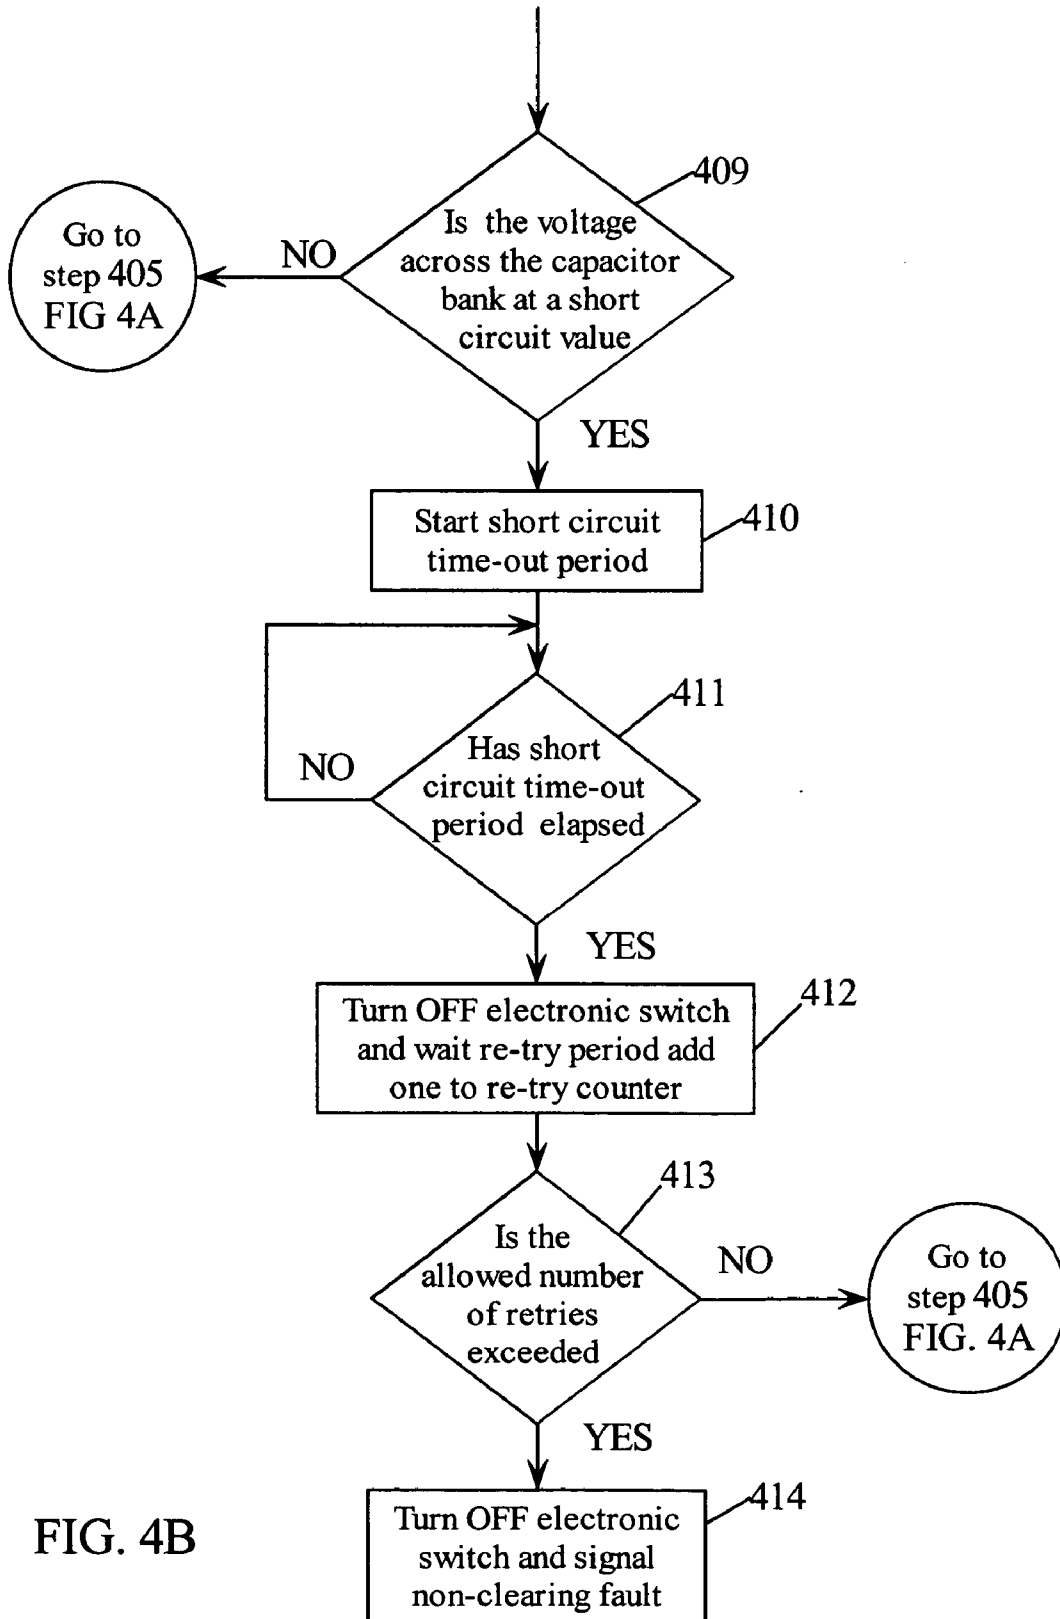 409
Is the voltage
across the capacitor
bank at a short
circuit value
NO
Go to
step 405
FIG 4A
YES
Start short circuit
time-out period
410
411
Has short
circuit time-out
period elapsed
NO
YES
412
Turn OFF electronic switch
and wait re-try period add
one to re-try counter
413
Is the
allowed number
of retries
exceeded
NO
Go to
step 405
FIG. 4A
YES
414
Turn OFF electronic
switch and signal
non-clearing fault
FIG. 4B